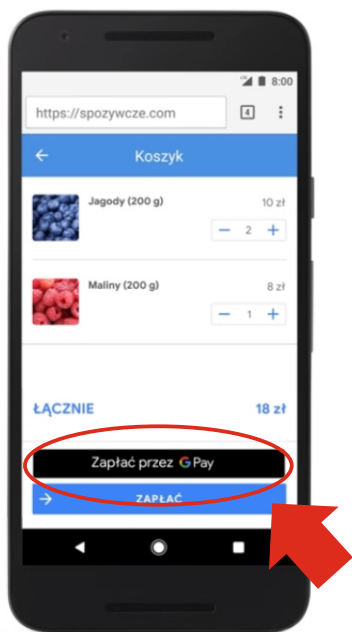 8:00
https://spozywcze.com
4
Koszyk
Jagody (200 g)
10 zł
− 2 +
Maliny (200 g)
8 zł
− 1 +
ŁĄCZNIE
18 zł
Zapłać przez G Pay
ZAPŁAĆ